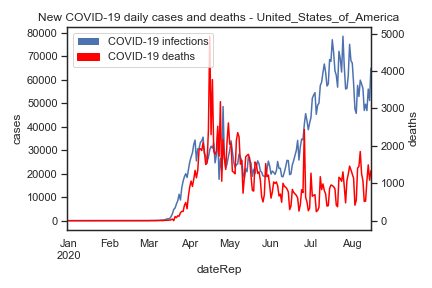 New COVID-19 daily cases and deaths - United_States_of_America
COVID-19 infections
COVID-19 deaths
80000
70000
60000
50000
40000
30000
20000
10000
0
cases
5000
4000
3000
2000
1000
0
deaths
Jan Feb Mar Apr May Jun Jul Aug
2020
dateRep